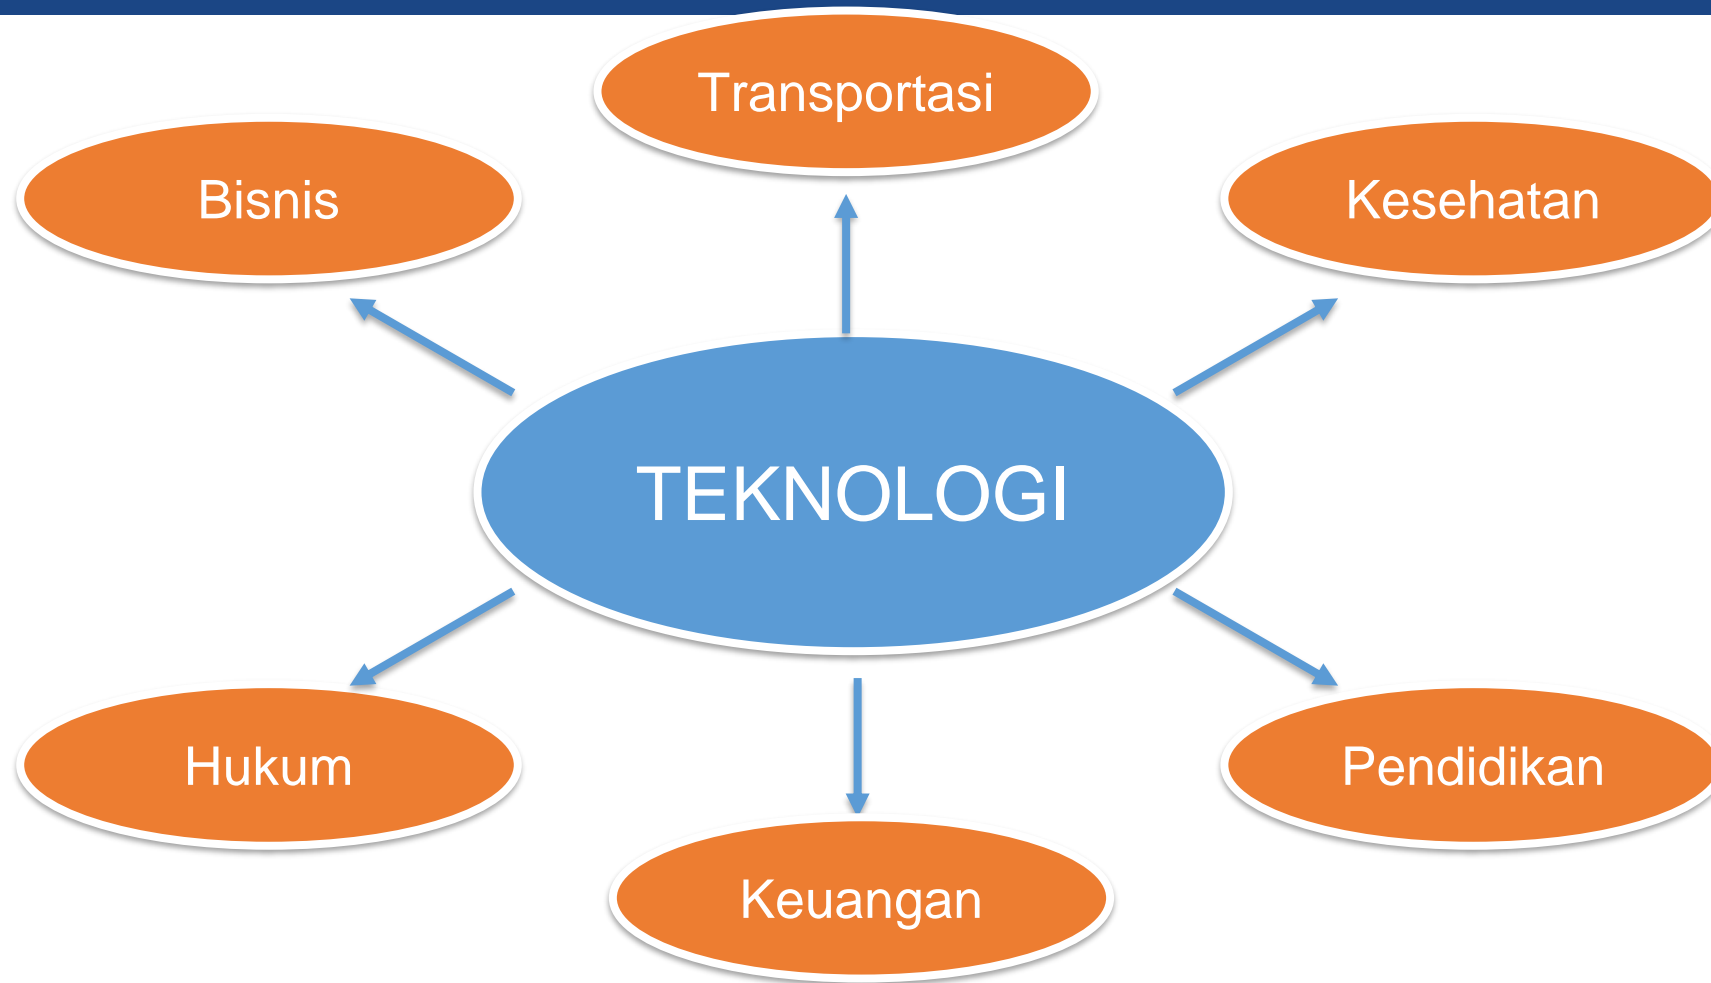 Transportasi
Bisnis
Kesehatan
TEKNOLOGI
Hukum
Pendidikan
Keuangan